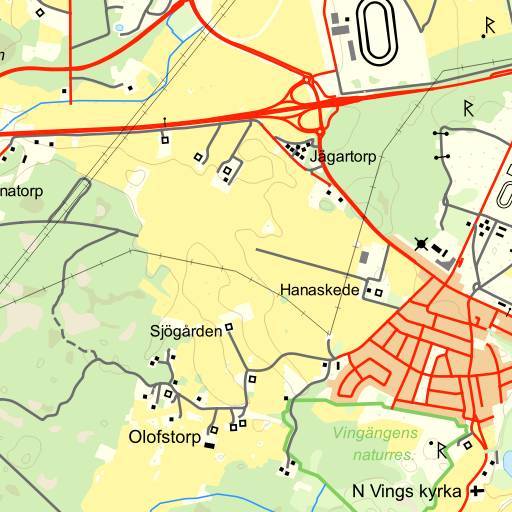 n
Jägartorp
natorp
Hanaskede
Sjögården
Olofstorp
Vingängens
naturres.
N Vings kyrka